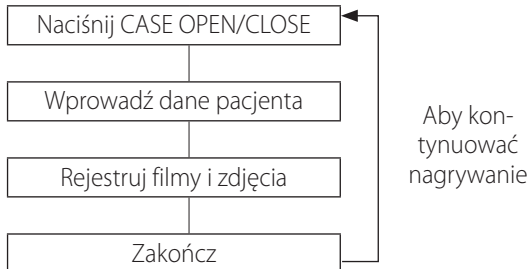 Naciśnij CASE OPEN/CLOSE
Wprowadź dane pacjenta
Rejestruj filmy i zdjęcia
Zakończ
Aby kon-
tynuować
nagrywanie